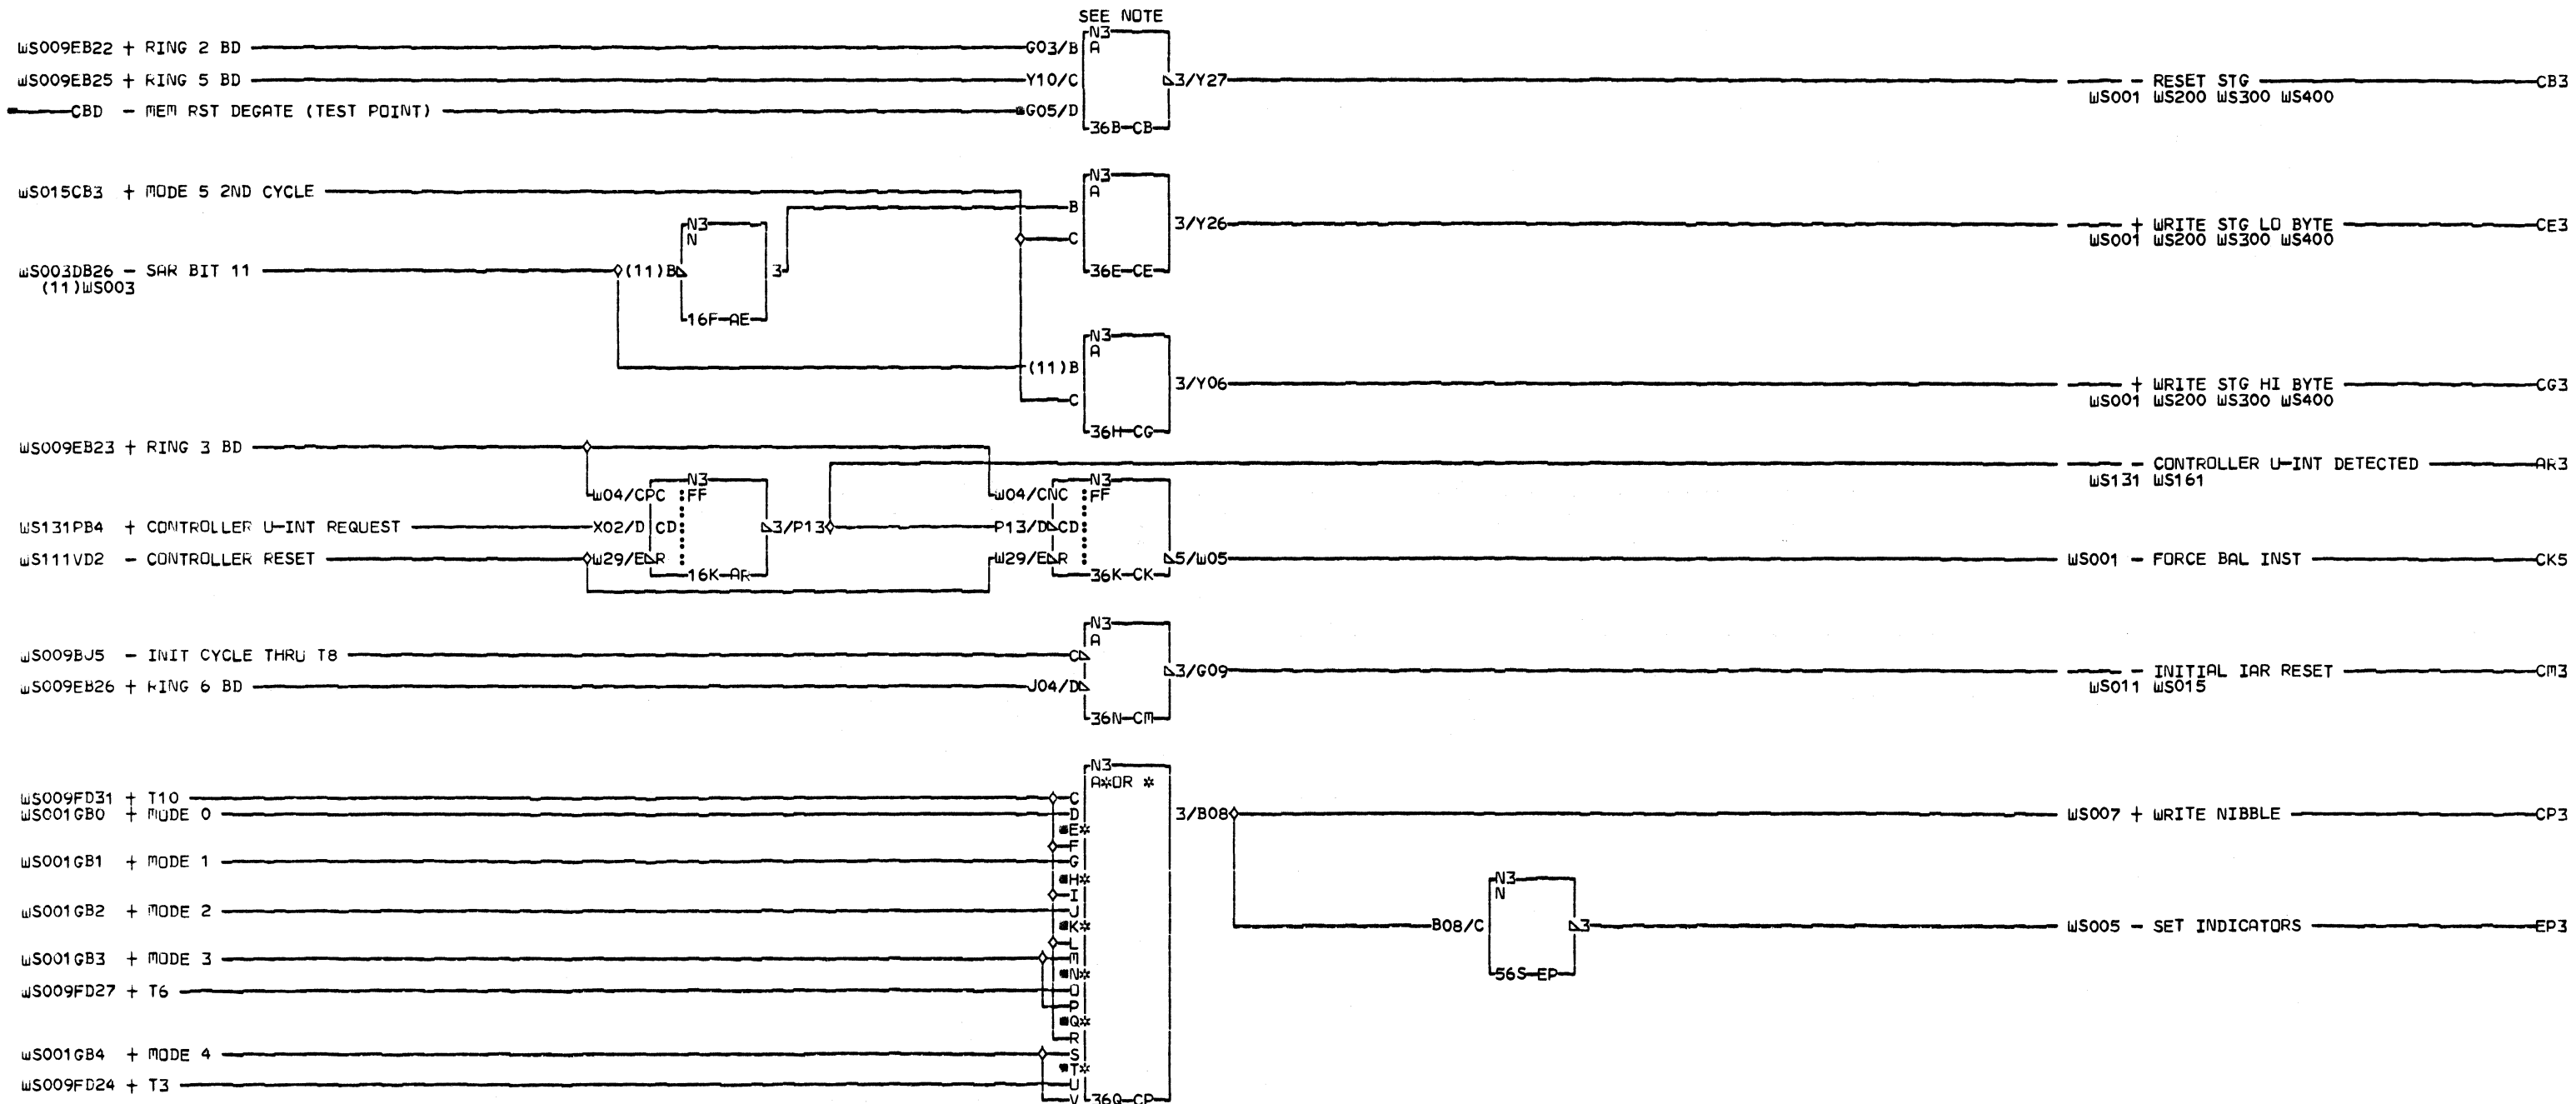 SEE NOTE
N3
WS009EB22 + RING 2 BD G03/B A
WS009EB25 + RING 5 BD Y10/C 3/Y27 - RESET STG CB3
WS001 WS200 WS300 WS400
CBD - MEM RST DEGATE (TEST POINT) G05/D
36B-CB
N3
WS015CB3 + MODE 5 2ND CYCLE A
B
N3 3/Y26 + WRITE STG LO BYTE CE3
N C WS001 WS200 WS300 WS400
WS003DB26 - SAR BIT 11 (11)B 3 36E-CE
(11)WS003
16F-AE
N3
A
(11)B
3/Y06 + WRITE STG HI BYTE CG3
C WS001 WS200 WS300 WS400
36H-CG
WS009EB23 + RING 3 BD
- CONTROLLER U-INT DETECTED AR3
N3 N3 WS131 WS161
W04/CPC FF W04/CNC FF
WS131PB4 + CONTROLLER U-INT REQUEST X02/D CD 3/P13 P13/D CD
WS111VD2 - CONTROLLER RESET W29/E R W29/E R 5/W05 WS001 - FORCE BAL INST CK5
16K-AR 36K-CK
N3
A
WS009BJ5 - INIT CYCLE THRU T8 C
3/G09 - INITIAL IAR RESET CM3
WS009EB26 + RING 6 BD J04/D WS011 WS015
36N-CM
N3
A*OR *
WS009FD31 + T10 C
WS001GB0 + MODE 0 D 3/B08 WS007 + WRITE NIBBLE CP3
E*
F
WS001GB1 + MODE 1 G
H* N3
I N
WS001GB2 + MODE 2 J
K* B08/C 3 WS005 - SET INDICATORS EP3
L
WS001GB3 + MODE 3 M
N* 56S-EP
WS009FD27 + T6 O
P
Q*
R
WS001GB4 + MODE 4 S
T*
WS009FD24 + T3 U
V 36Q-CP